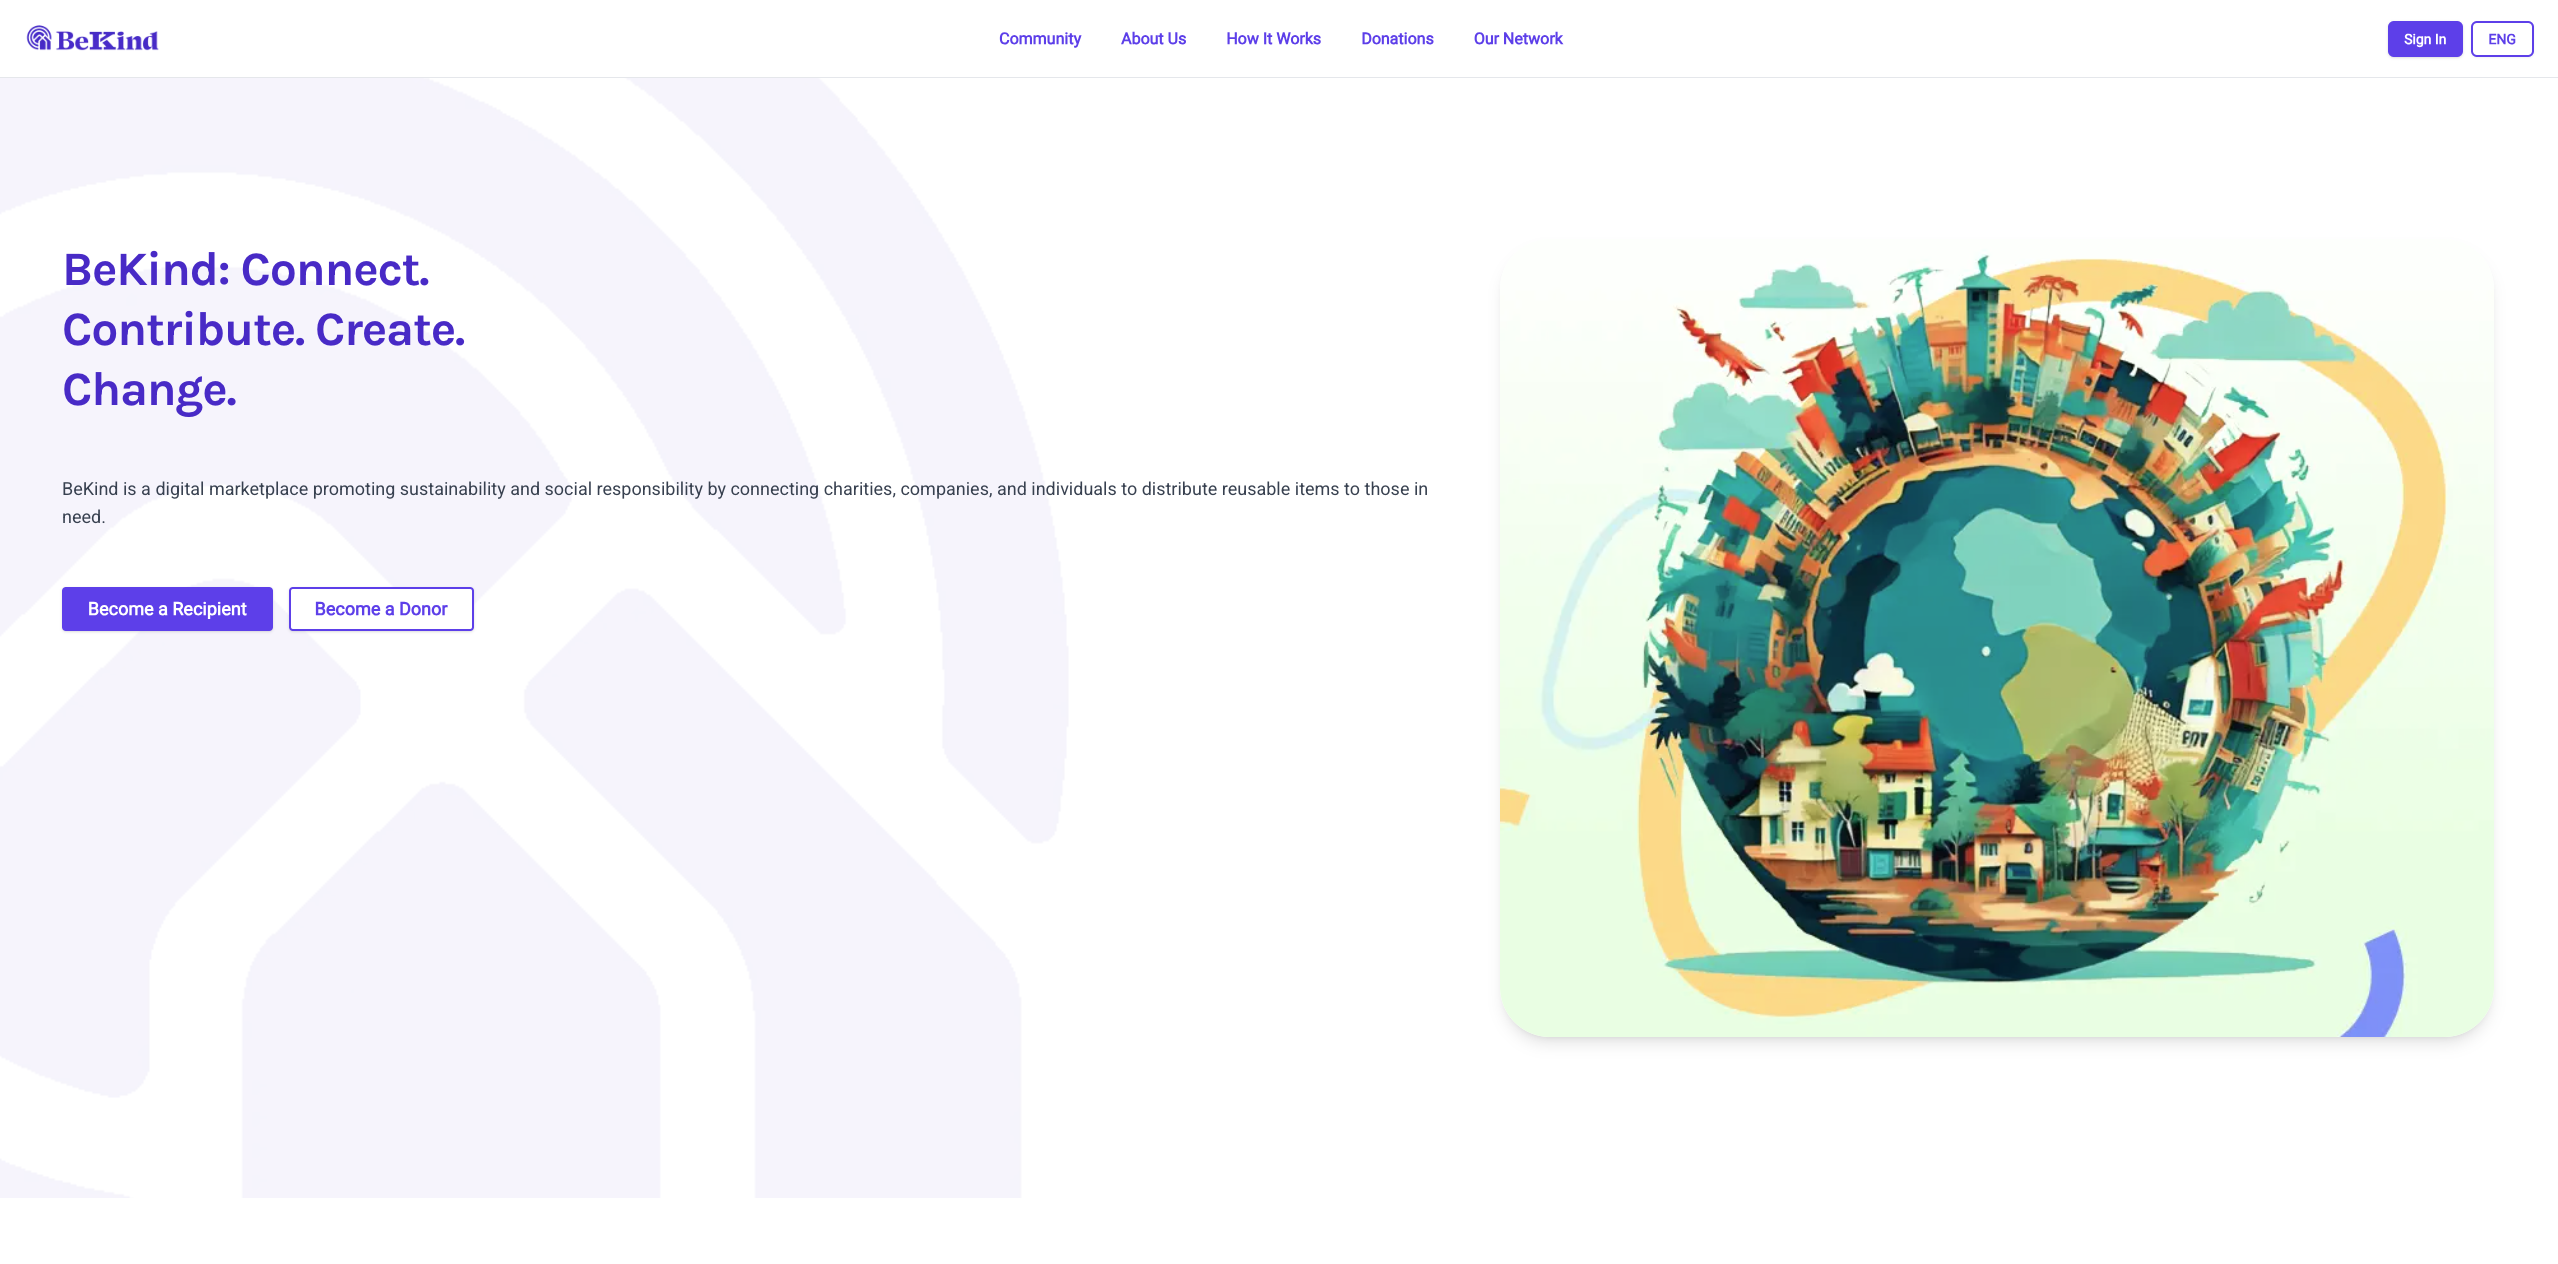 BeKind
Community
About Us
How It Works
Donations
Our Network
Sign In
ENG
BeKind: Connect.
Contribute. Create.
Change.
BeKind is a digital marketplace promoting sustainability and social responsibility by connecting charities, companies, and individuals to distribute reusable items to those in
need.
Become a Recipient
Become a Donor